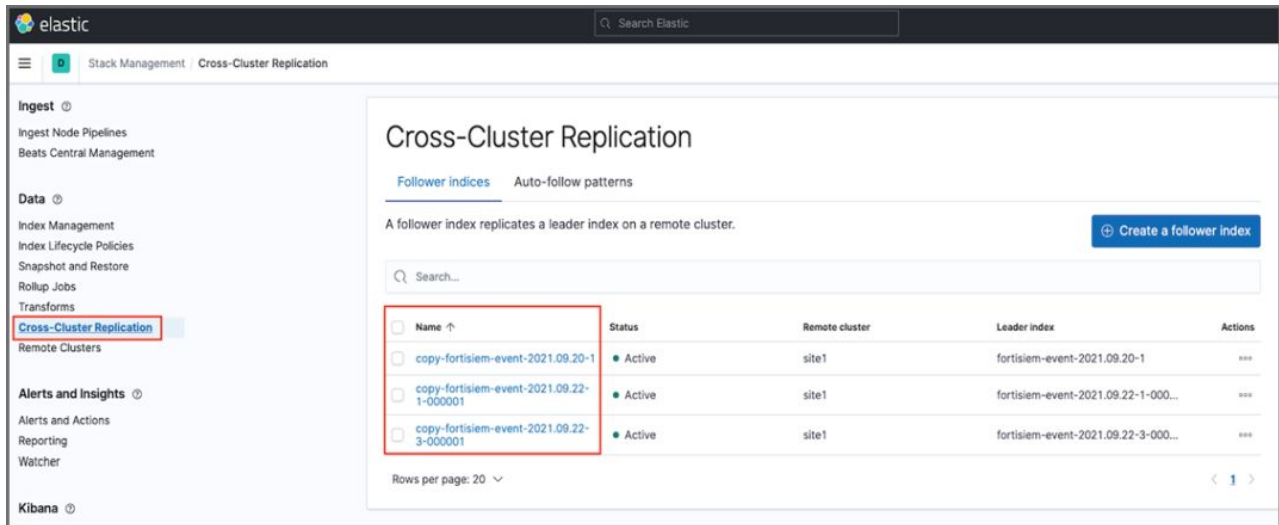 elastic
Search Elastic
D
Stack Management / Cross-Cluster Replication
Ingest
Ingest Node Pipelines
Beats Central Management
Data
Index Management
Index Lifecycle Policies
Snapshot and Restore
Rollup Jobs
Transforms
Cross-Cluster Replication
Remote Clusters
Alerts and Insights
Alerts and Actions
Reporting
Watcher
Kibana
Cross-Cluster Replication
Follower indices Auto-follow patterns
A follower index replicates a leader index on a remote cluster.
Create a follower index
Search...
Name ↑ Status Remote cluster Leader index Actions
copy-fortisiem-event-2021.09.20-1 Active site1 fortisiem-event-2021.09.20-1
copy-fortisiem-event-2021.09.22-
1-000001 Active site1 fortisiem-event-2021.09.22-1-000...
copy-fortisiem-event-2021.09.22-
3-000001 Active site1 fortisiem-event-2021.09.22-3-000...
Rows per page: 20
< 1 >